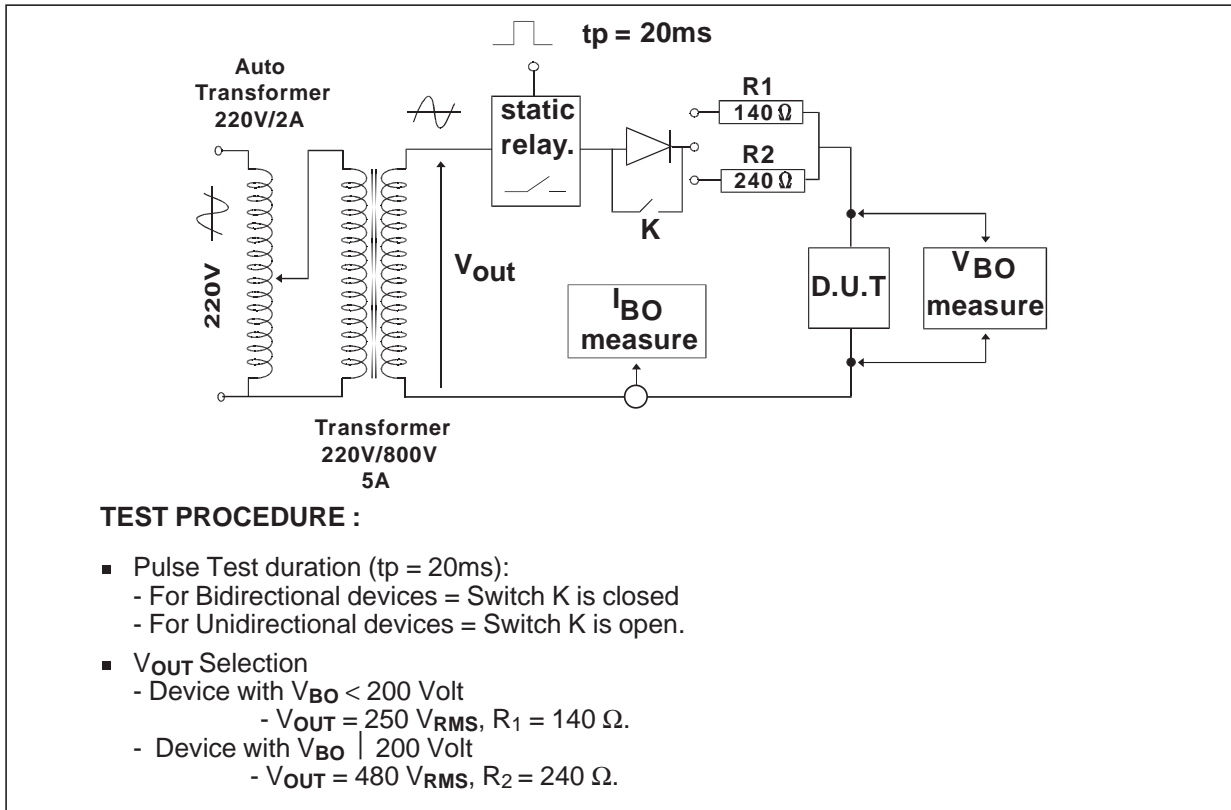 tp = 20ms
Auto
Transformer
220V/2A
static
relay.
R1
140 Ω
R2
240 Ω
K
220V
Vout
IBO
measure
D.U.T
VBO
measure
Transformer
220V/800V
5A
TEST PROCEDURE :
■ Pulse Test duration (tp = 20ms):
- For Bidirectional devices = Switch K is closed
- For Unidirectional devices = Switch K is open.
■ VOUT Selection
- Device with VBO < 200 Volt
- VOUT = 250 VRMS, R1 = 140 Ω.
- Device with VBO | 200 Volt
- VOUT = 480 VRMS, R2 = 240 Ω.